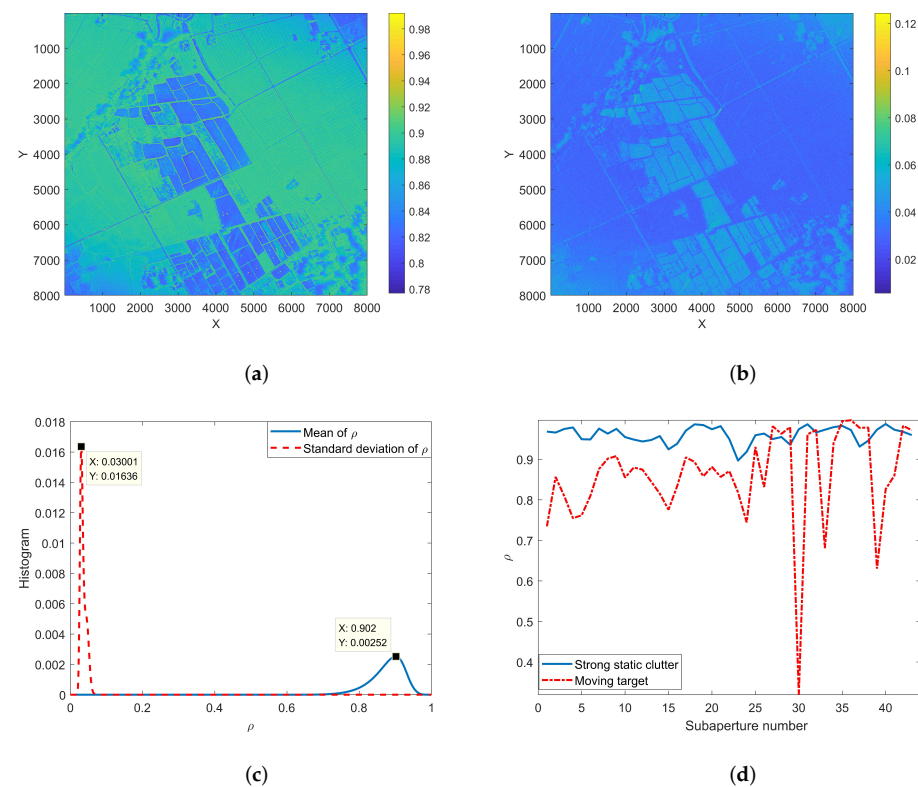 0.98
0.96
0.94
0.92
0.9
0.88
0.86
0.84
0.82
0.8
0.78
1000
2000
3000
4000
5000
6000
7000
8000
Y
1000 2000 3000 4000 5000 6000 7000 8000
X
(a)
0.12
0.1
0.08
0.06
0.04
0.02
1000
2000
3000
4000
5000
6000
7000
8000
Y
1000 2000 3000 4000 5000 6000 7000 8000
X
(b)
0.018
0.016
0.014
0.012
0.01
0.008
0.006
0.004
0.002
0
Histogram
Mean of ρ
Standard deviation of ρ
X: 0.03001
Y: 0.01636
X: 0.902
Y: 0.00252
0 0.2 0.4 0.6 0.8 1
ρ
(c)
0.9
0.8
0.7
0.6
0.5
0.4
ρ
Strong static clutter
Moving target
0 5 10 15 20 25 30 35 40
Subaperture number
(d)